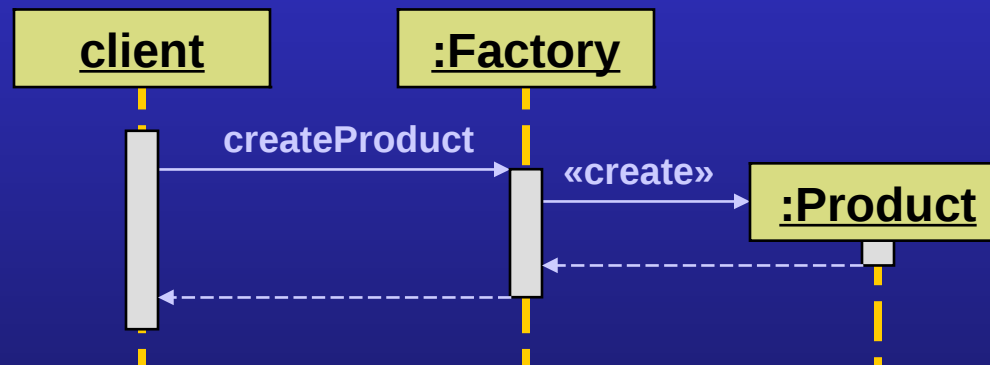 client
:Factory
createProduct
«create»
:Product